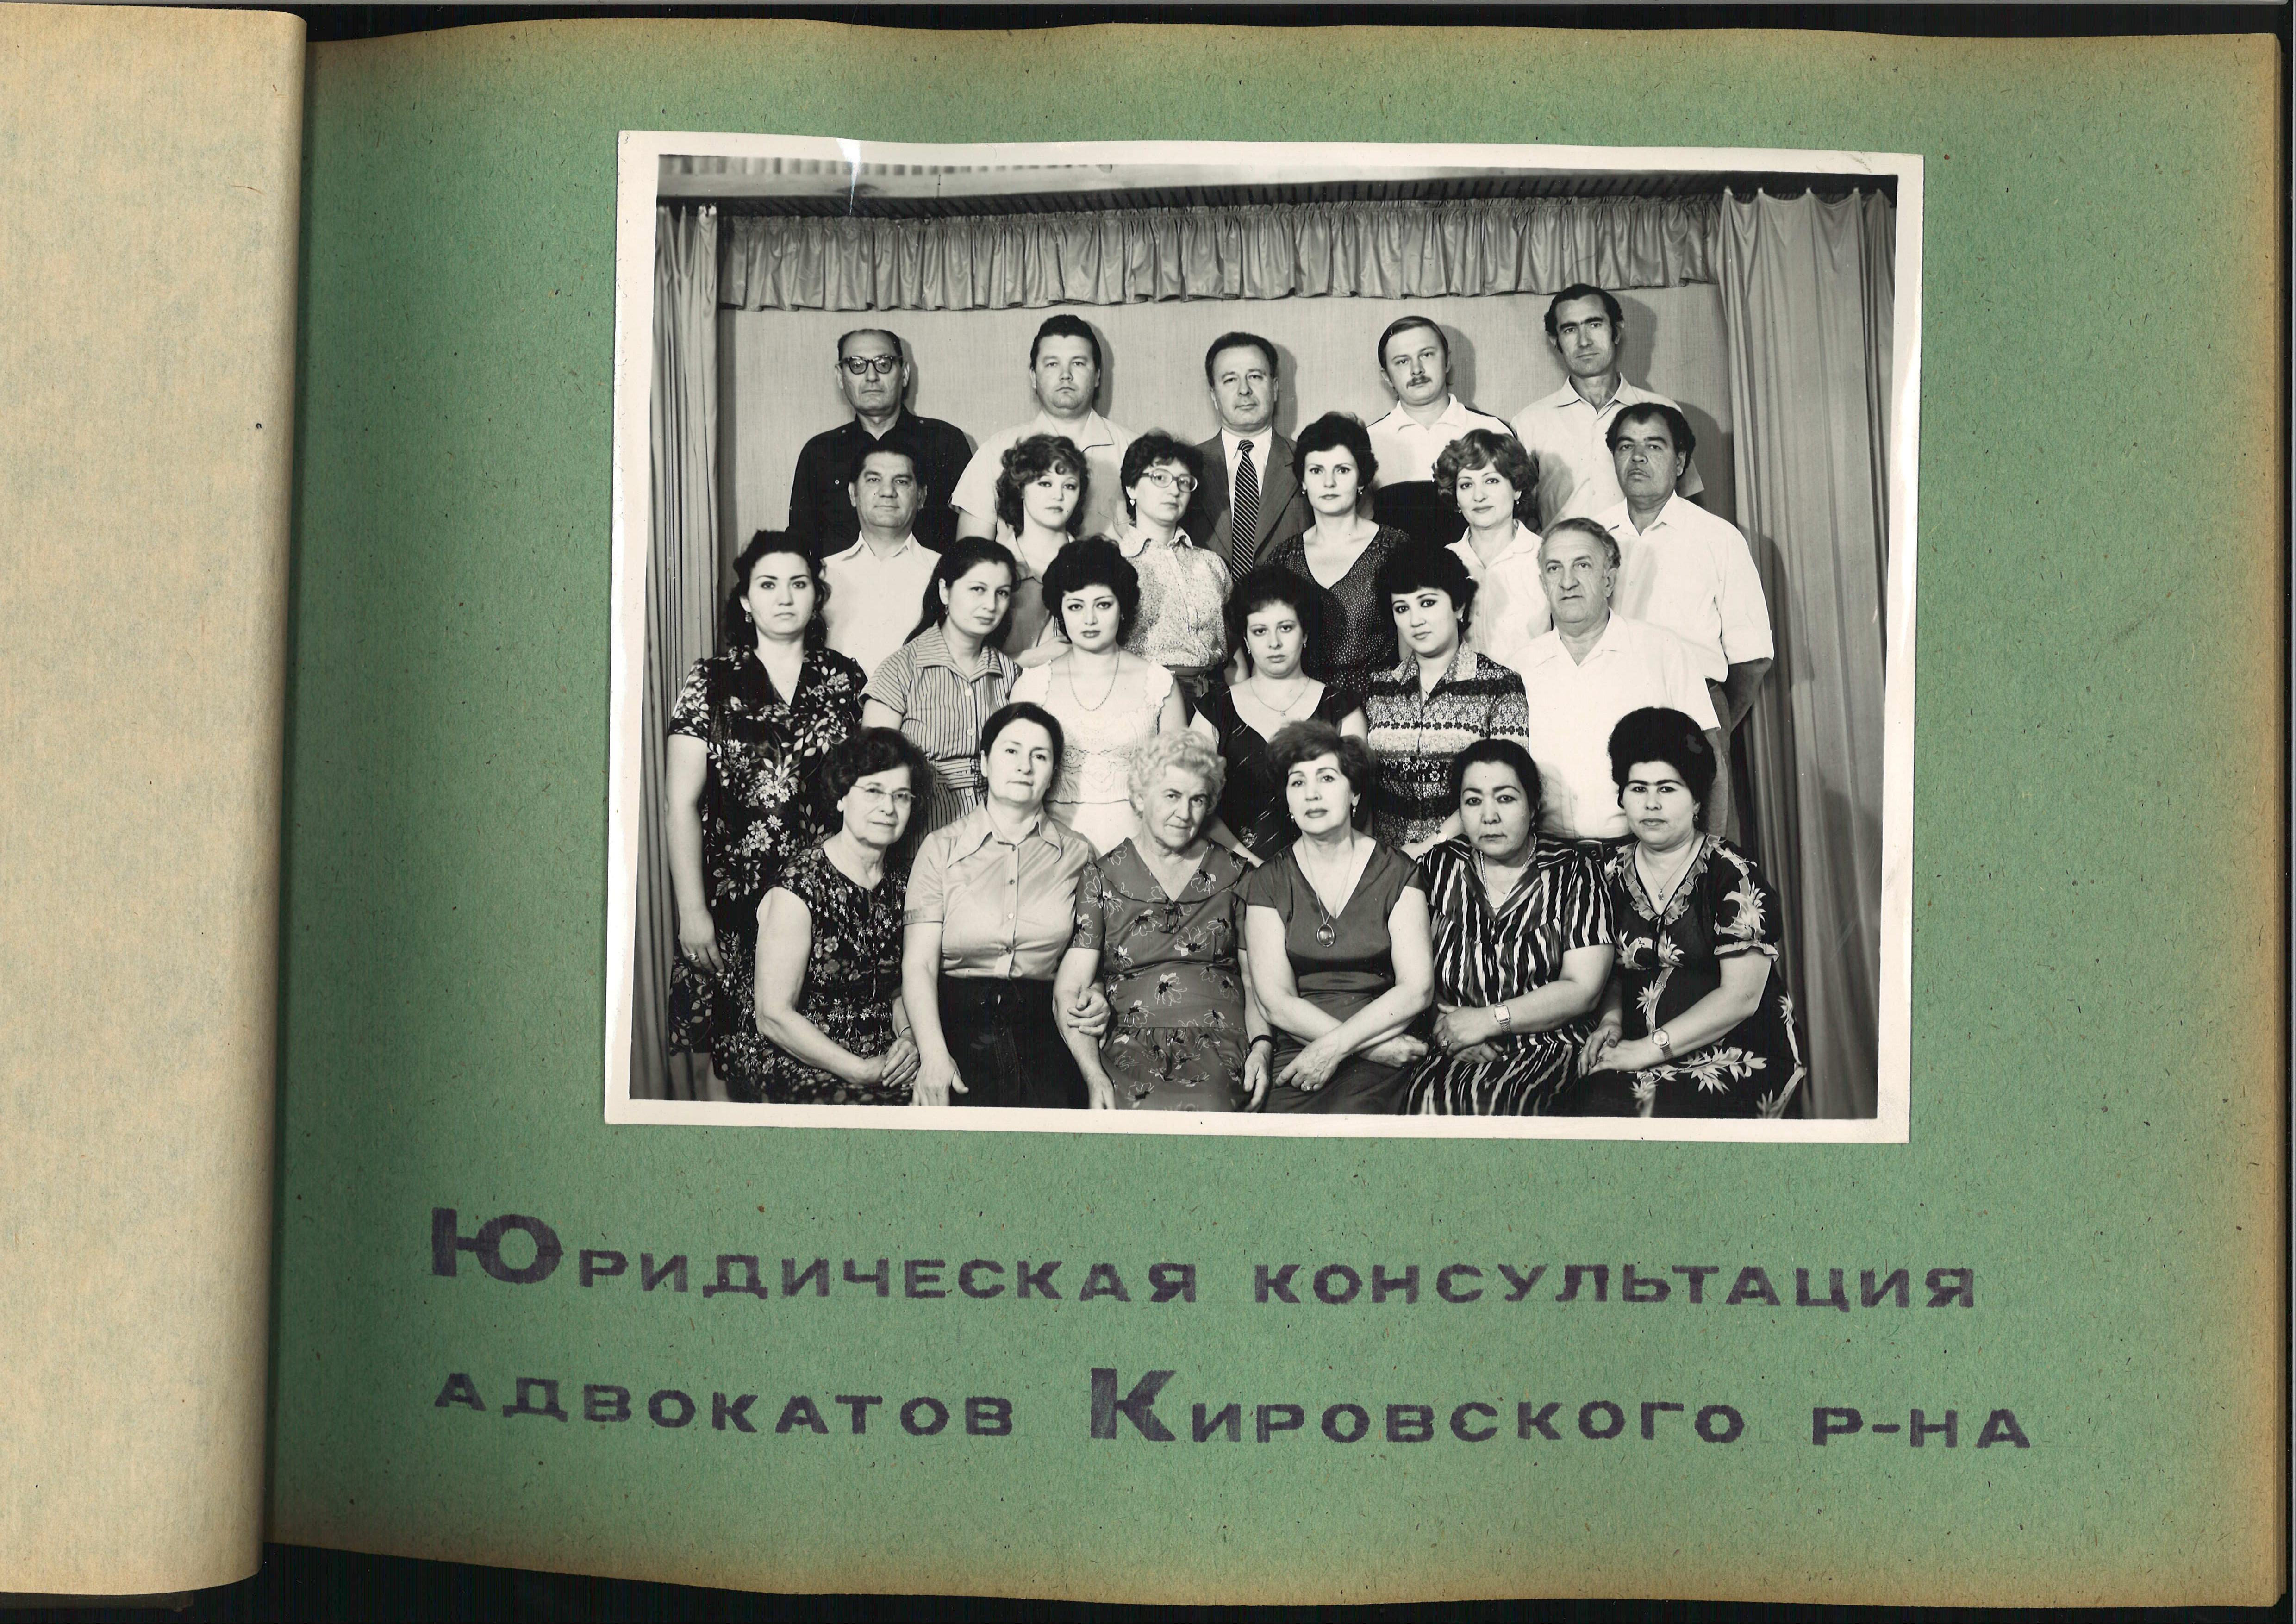 Юридическая консультация
адвокатов Кировского р-на